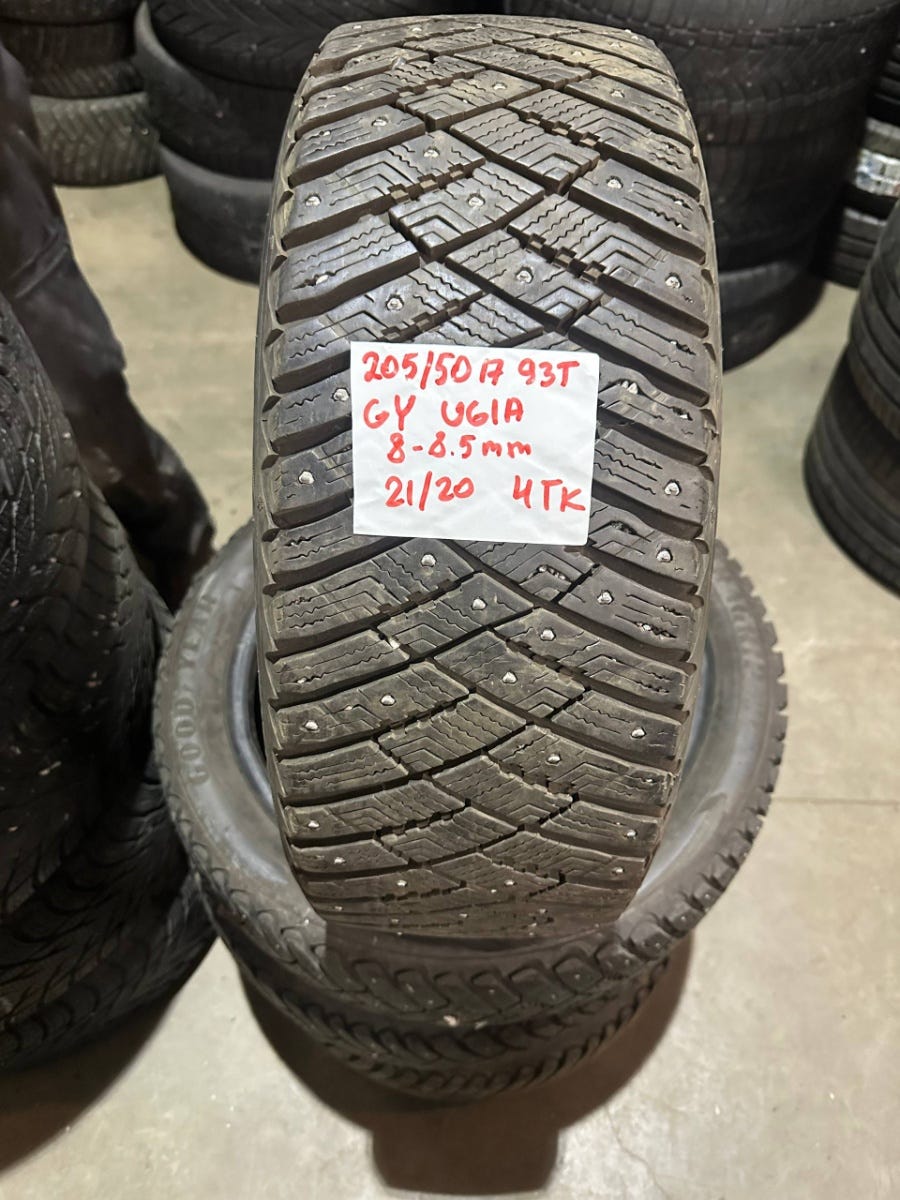 205/50 17 93T
GY UG1A
8-8.5mm
21/20 4TK
GOODYEAR